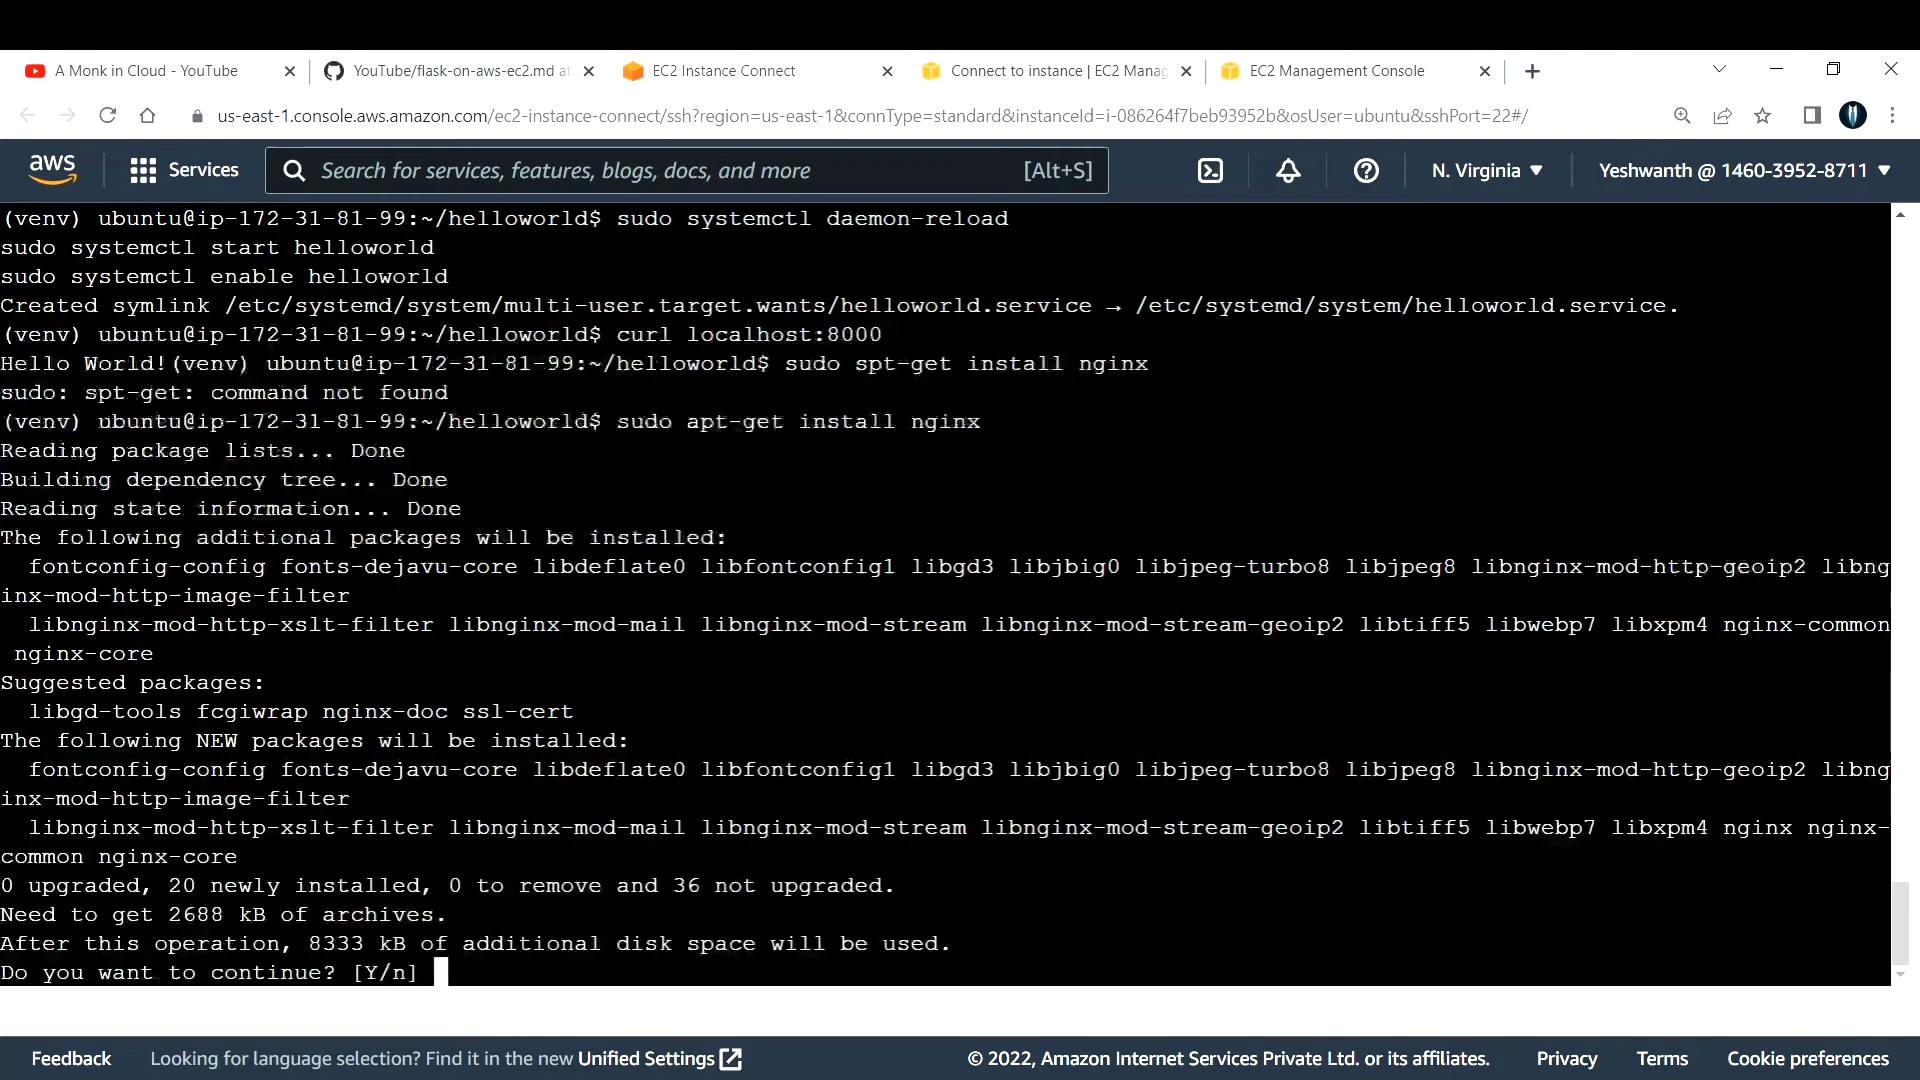 A Monk in Cloud - YouTube
YouTube/flask-on-aws-ec2.md at
EC2 Instance Connect
Connect to instance | EC2 Manag
EC2 Management Console
us-east-1.console.aws.amazon.com/ec2-instance-connect/ssh?region=us-east-1&connType=standard&instanceId=i-086264f7beb93952b&osUser=ubuntu&sshPort=22#/
aws
Services
Search for services, features, blogs, docs, and more
[Alt+S]
N. Virginia
Yeshwanth @ 1460-3952-8711
(venv) ubuntu@ip-172-31-81-99:~/helloworld$ sudo systemctl daemon-reload
sudo systemctl start helloworld
sudo systemctl enable helloworld
Created symlink /etc/systemd/system/multi-user.target.wants/helloworld.service → /etc/systemd/system/helloworld.service.
(venv) ubuntu@ip-172-31-81-99:~/helloworld$ curl localhost:8000
Hello World!(venv) ubuntu@ip-172-31-81-99:~/helloworld$ sudo spt-get install nginx
sudo: spt-get: command not found
(venv) ubuntu@ip-172-31-81-99:~/helloworld$ sudo apt-get install nginx
Reading package lists... Done
Building dependency tree... Done
Reading state information... Done
The following additional packages will be installed:
fontconfig-config fonts-dejavu-core libdeflate0 libfontconfig1 libgd3 libjbig0 libjpeg-turbo8 libjpeg8 libnginx-mod-http-geoip2 libng
inx-mod-http-image-filter
libnginx-mod-http-xslt-filter libnginx-mod-mail libnginx-mod-stream libnginx-mod-stream-geoip2 libtiff5 libwebp7 libxpm4 nginx-common
nginx-core
Suggested packages:
libgd-tools fcgiwrap nginx-doc ssl-cert
The following NEW packages will be installed:
fontconfig-config fonts-dejavu-core libdeflate0 libfontconfig1 libgd3 libjbig0 libjpeg-turbo8 libjpeg8 libnginx-mod-http-geoip2 libng
inx-mod-http-image-filter
libnginx-mod-http-xslt-filter libnginx-mod-mail libnginx-mod-stream libnginx-mod-stream-geoip2 libtiff5 libwebp7 libxpm4 nginx nginx-
common nginx-core
0 upgraded, 20 newly installed, 0 to remove and 36 not upgraded.
Need to get 2688 kB of archives.
After this operation, 8333 kB of additional disk space will be used.
Do you want to continue? [Y/n]
Feedback
Looking for language selection? Find it in the new Unified Settings
© 2022, Amazon Internet Services Private Ltd. or its affiliates.
Privacy
Terms
Cookie preferences